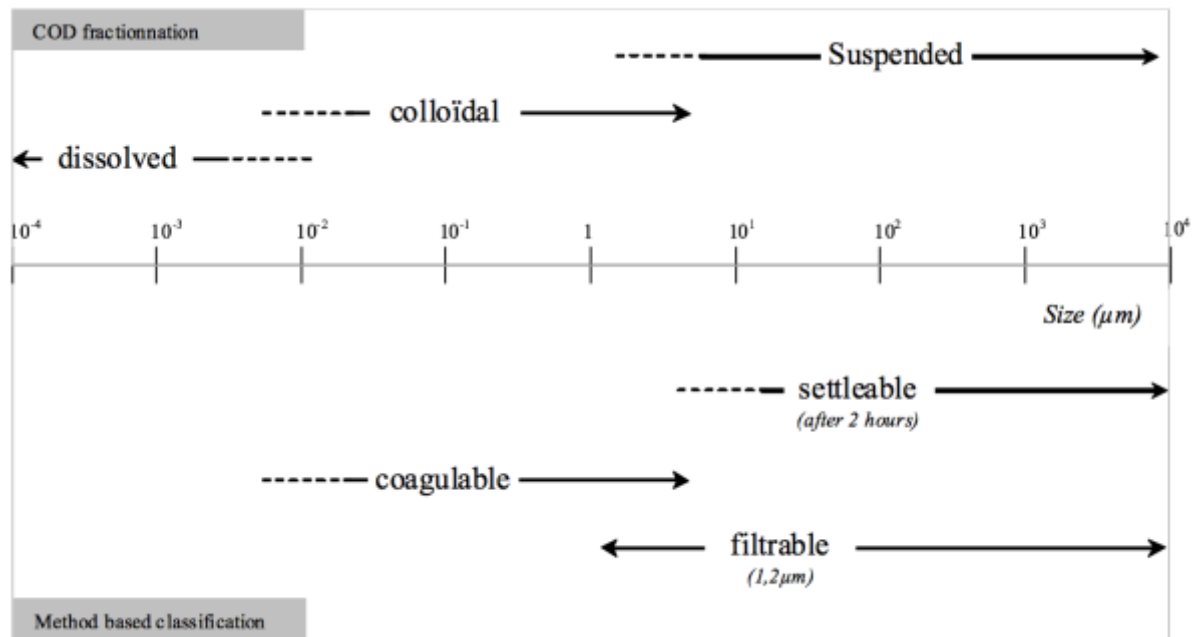 COD fractionnation
Suspended
colloïdal
dissolved
10⁻⁴ 10⁻³ 10⁻² 10⁻¹ 1 10¹ 10² 10³ 10⁴
Size (µm)
settleable
(after 2 hours)
coagulable
filtrable
(1,2µm)
Method based classification